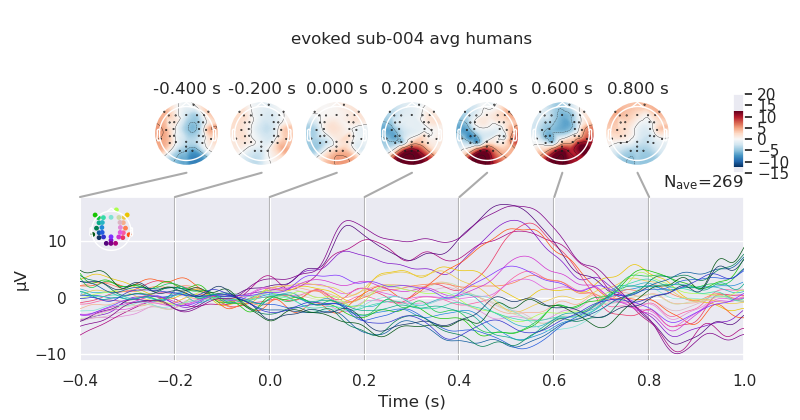 evoked sub-004 avg humans
-0.400 s -0.200 s 0.000 s 0.200 s 0.400 s 0.600 s 0.800 s
20
15
10
5
0
−5
−10
−15
Nave=269
μV
10
0
−10
−0.4 −0.2 0.0 0.2 0.4 0.6 0.8 1.0
Time (s)